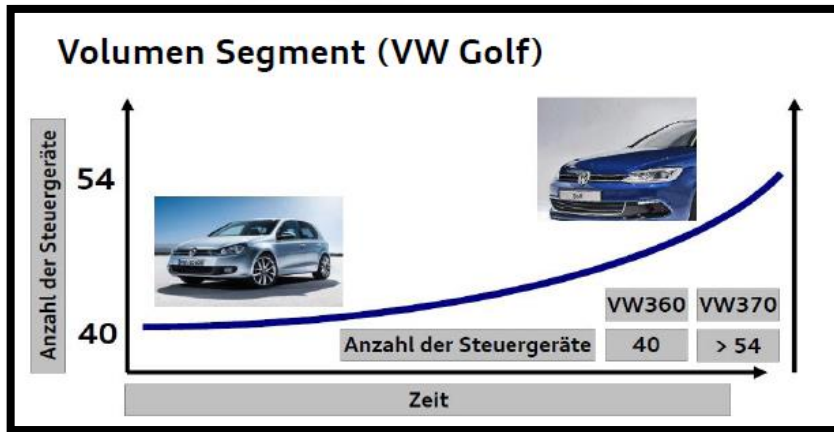 Volumen Segment (VW Golf)
Anzahl der Steuergeräte
54
40
VW360 VW370
Anzahl der Steuergeräte 40 > 54
Zeit